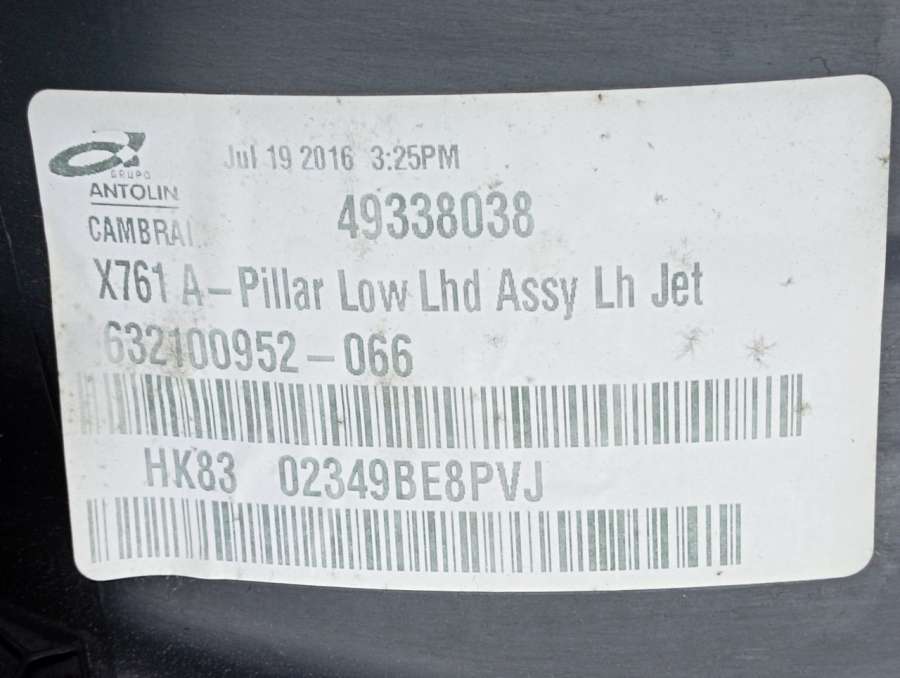 GRUPO
ANTOLIN
Jul 19 2016 3:25PM
CAMBRAI
49338038
X761 A-Pillar Low Lhd Assy Lh Jet
632100952-066
HK83 02349BE8PVJ